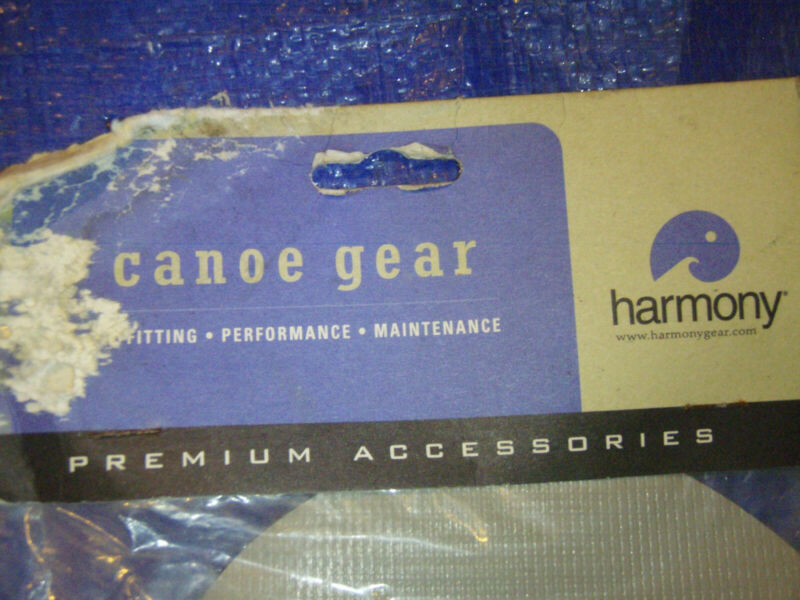 canoe gear
FITTING • PERFORMANCE • MAINTENANCE
harmony®
www.harmonygear.com
PREMIUM ACCESSORIES